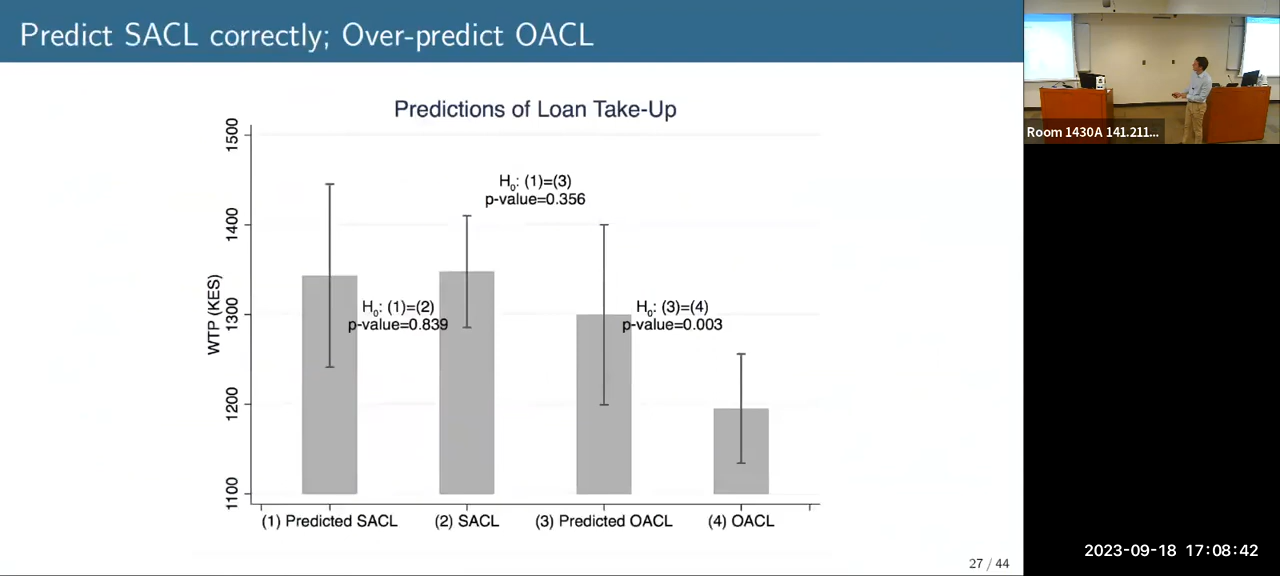 Predict SACL correctly; Over-predict OACL
Predictions of Loan Take-Up
1500
1400
1300
1200
1100
WTP (KES)
H₀: (1)=(3)
p-value=0.356
H₀: (1)=(2)
p-value=0.839
H₀: (3)=(4)
p-value=0.003
(1) Predicted SACL
(2) SACL
(3) Predicted OACL
(4) OACL
27 / 44
Room 1430A 141.211...
2023-09-18 17:08:42